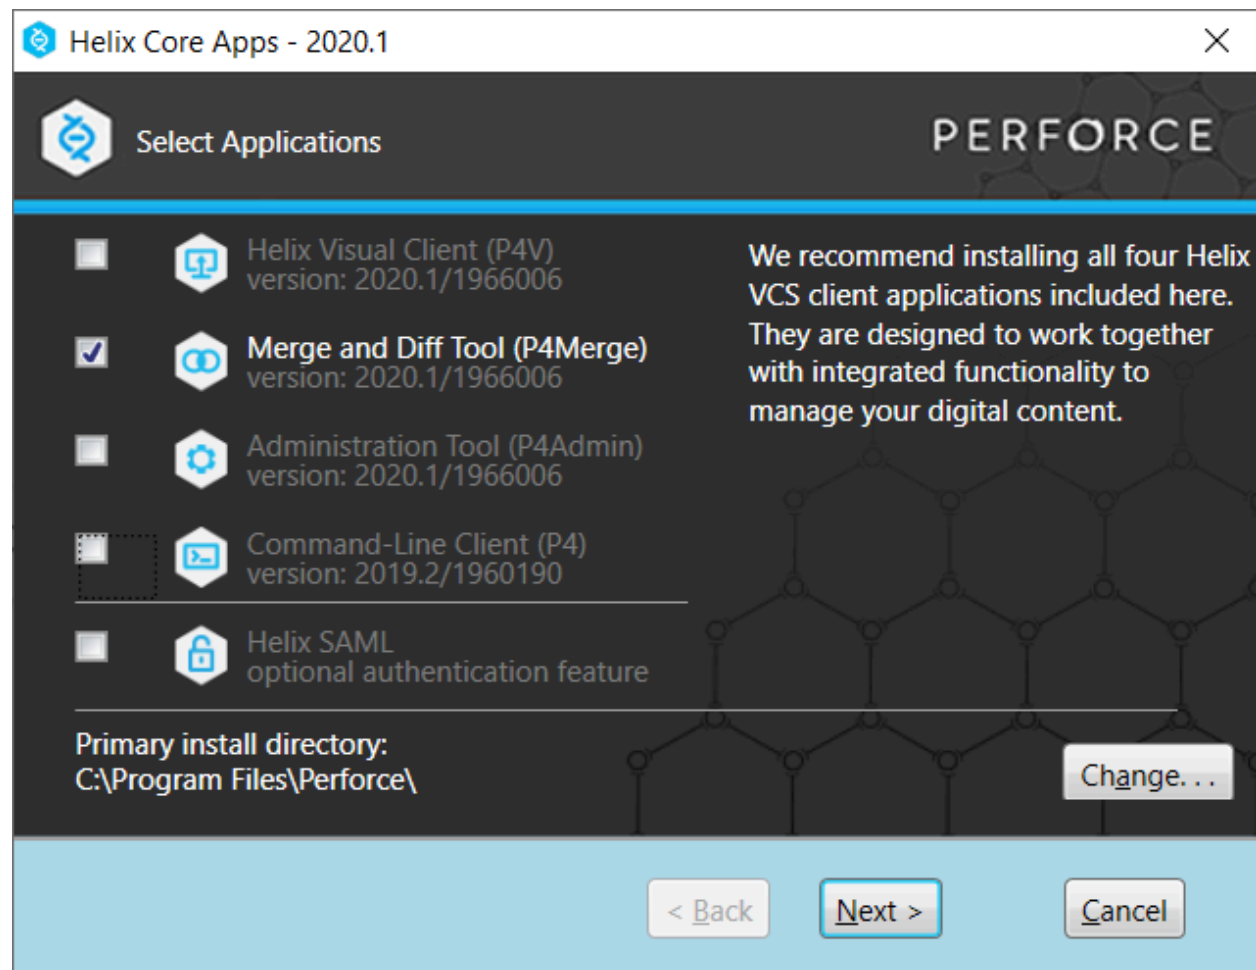 Helix Core Apps - 2020.1
Select Applications
PERFORCE
Helix Visual Client (P4V)
version: 2020.1/1966006
Merge and Diff Tool (P4Merge)
version: 2020.1/1966006
Administration Tool (P4Admin)
version: 2020.1/1966006
Command-Line Client (P4)
version: 2019.2/1960190
Helix SAML
optional authentication feature
We recommend installing all four Helix
VCS client applications included here.
They are designed to work together
with integrated functionality to
manage your digital content.
Primary install directory:
C:\Program Files\Perforce\
Change. . .
< Back
Next >
Cancel